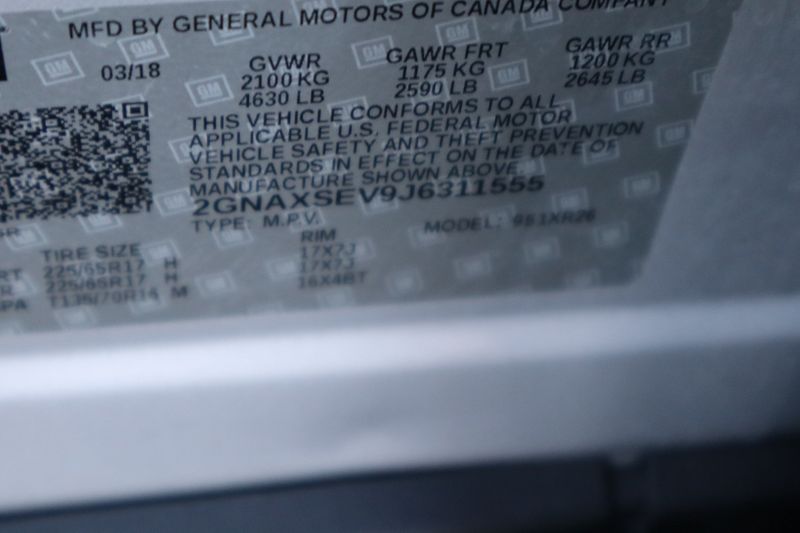 MFD BY GENERAL MOTORS OF CANADA COMPANY
03/18 GVWR GAWR FRT GAWR RR
2100 KG 1175 KG 1200 KG
4630 LB 2590 LB 2645 LB
THIS VEHICLE CONFORMS TO ALL
APPLICABLE U.S. FEDERAL MOTOR
VEHICLE SAFETY AND THEFT PREVENTION
STANDARDS IN EFFECT ON THE DATE OF
MANUFACTURE SHOWN ABOVE.
2GNAXSEV9J6311555
TYPE: M.P.V. MODEL:
TIRE SIZE RIM
225/65R17 H 17X7J
225/65R17 H 17X7J
T135/70R16 M 16X4BT